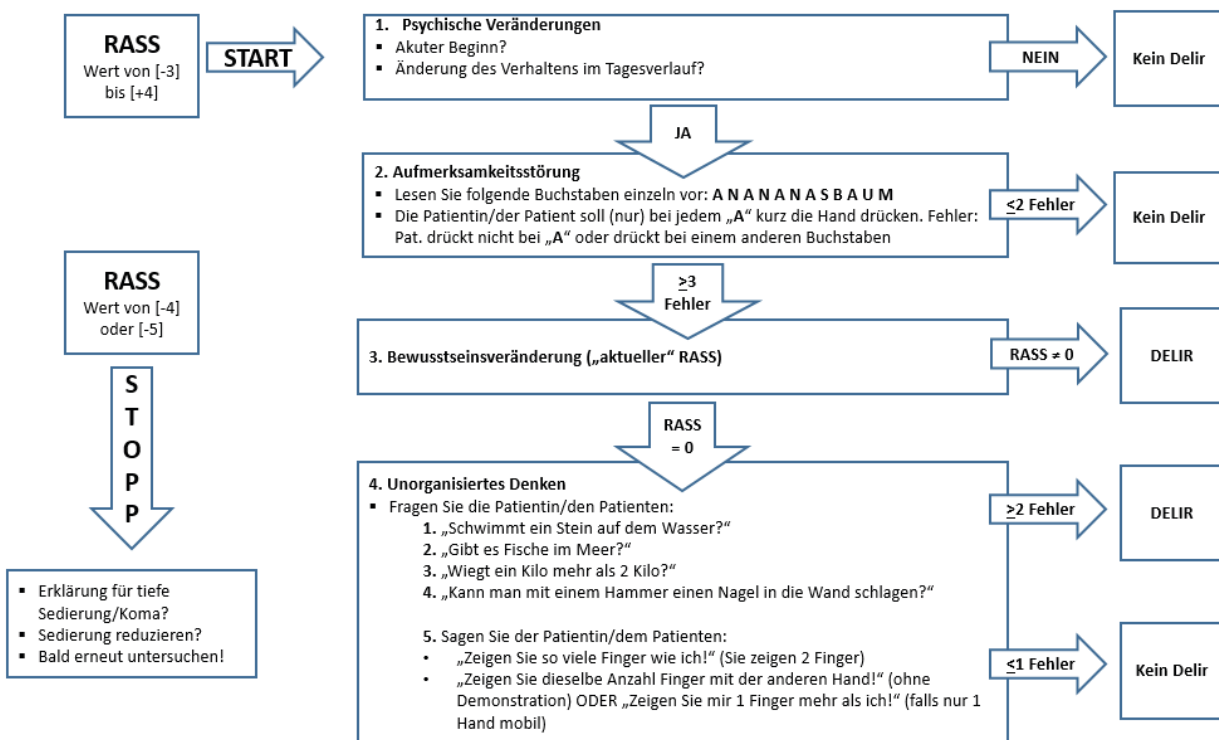 RASS
Wert von [-3]
bis [+4]
START
1. Psychische Veränderungen
▪ Akuter Beginn?
▪ Änderung des Verhaltens im Tagesverlauf?
NEIN
Kein Delir
JA
2. Aufmerksamkeitsstörung
▪ Lesen Sie folgende Buchstaben einzeln vor: A N A N A N A S B A U M
▪ Die Patientin/der Patient soll (nur) bei jedem „A“ kurz die Hand drücken. Fehler:
Pat. drückt nicht bei „A“ oder drückt bei einem anderen Buchstaben
≤2 Fehler
Kein Delir
≥3
Fehler
RASS
Wert von [-4]
oder [-5]
S
T
O
P
P
▪ Erklärung für tiefe
Sedierung/Koma?
▪ Sedierung reduzieren?
▪ Bald erneut untersuchen!
3. Bewusstseinsveränderung („aktueller“ RASS)
RASS ≠ 0
DELIR
RASS
= 0
4. Unorganisiertes Denken
▪ Fragen Sie die Patientin/den Patienten:
1. „Schwimmt ein Stein auf dem Wasser?“
2. „Gibt es Fische im Meer?“
3. „Wiegt ein Kilo mehr als 2 Kilo?“
4. „Kann man mit einem Hammer einen Nagel in die Wand schlagen?“
5. Sagen Sie der Patientin/dem Patienten:
• „Zeigen Sie so viele Finger wie ich!“ (Sie zeigen 2 Finger)
• „Zeigen Sie dieselbe Anzahl Finger mit der anderen Hand!“ (ohne
Demonstration) ODER „Zeigen Sie mir 1 Finger mehr als ich!“ (falls nur 1
Hand mobil)
≥2 Fehler
DELIR
≤1 Fehler
Kein Delir